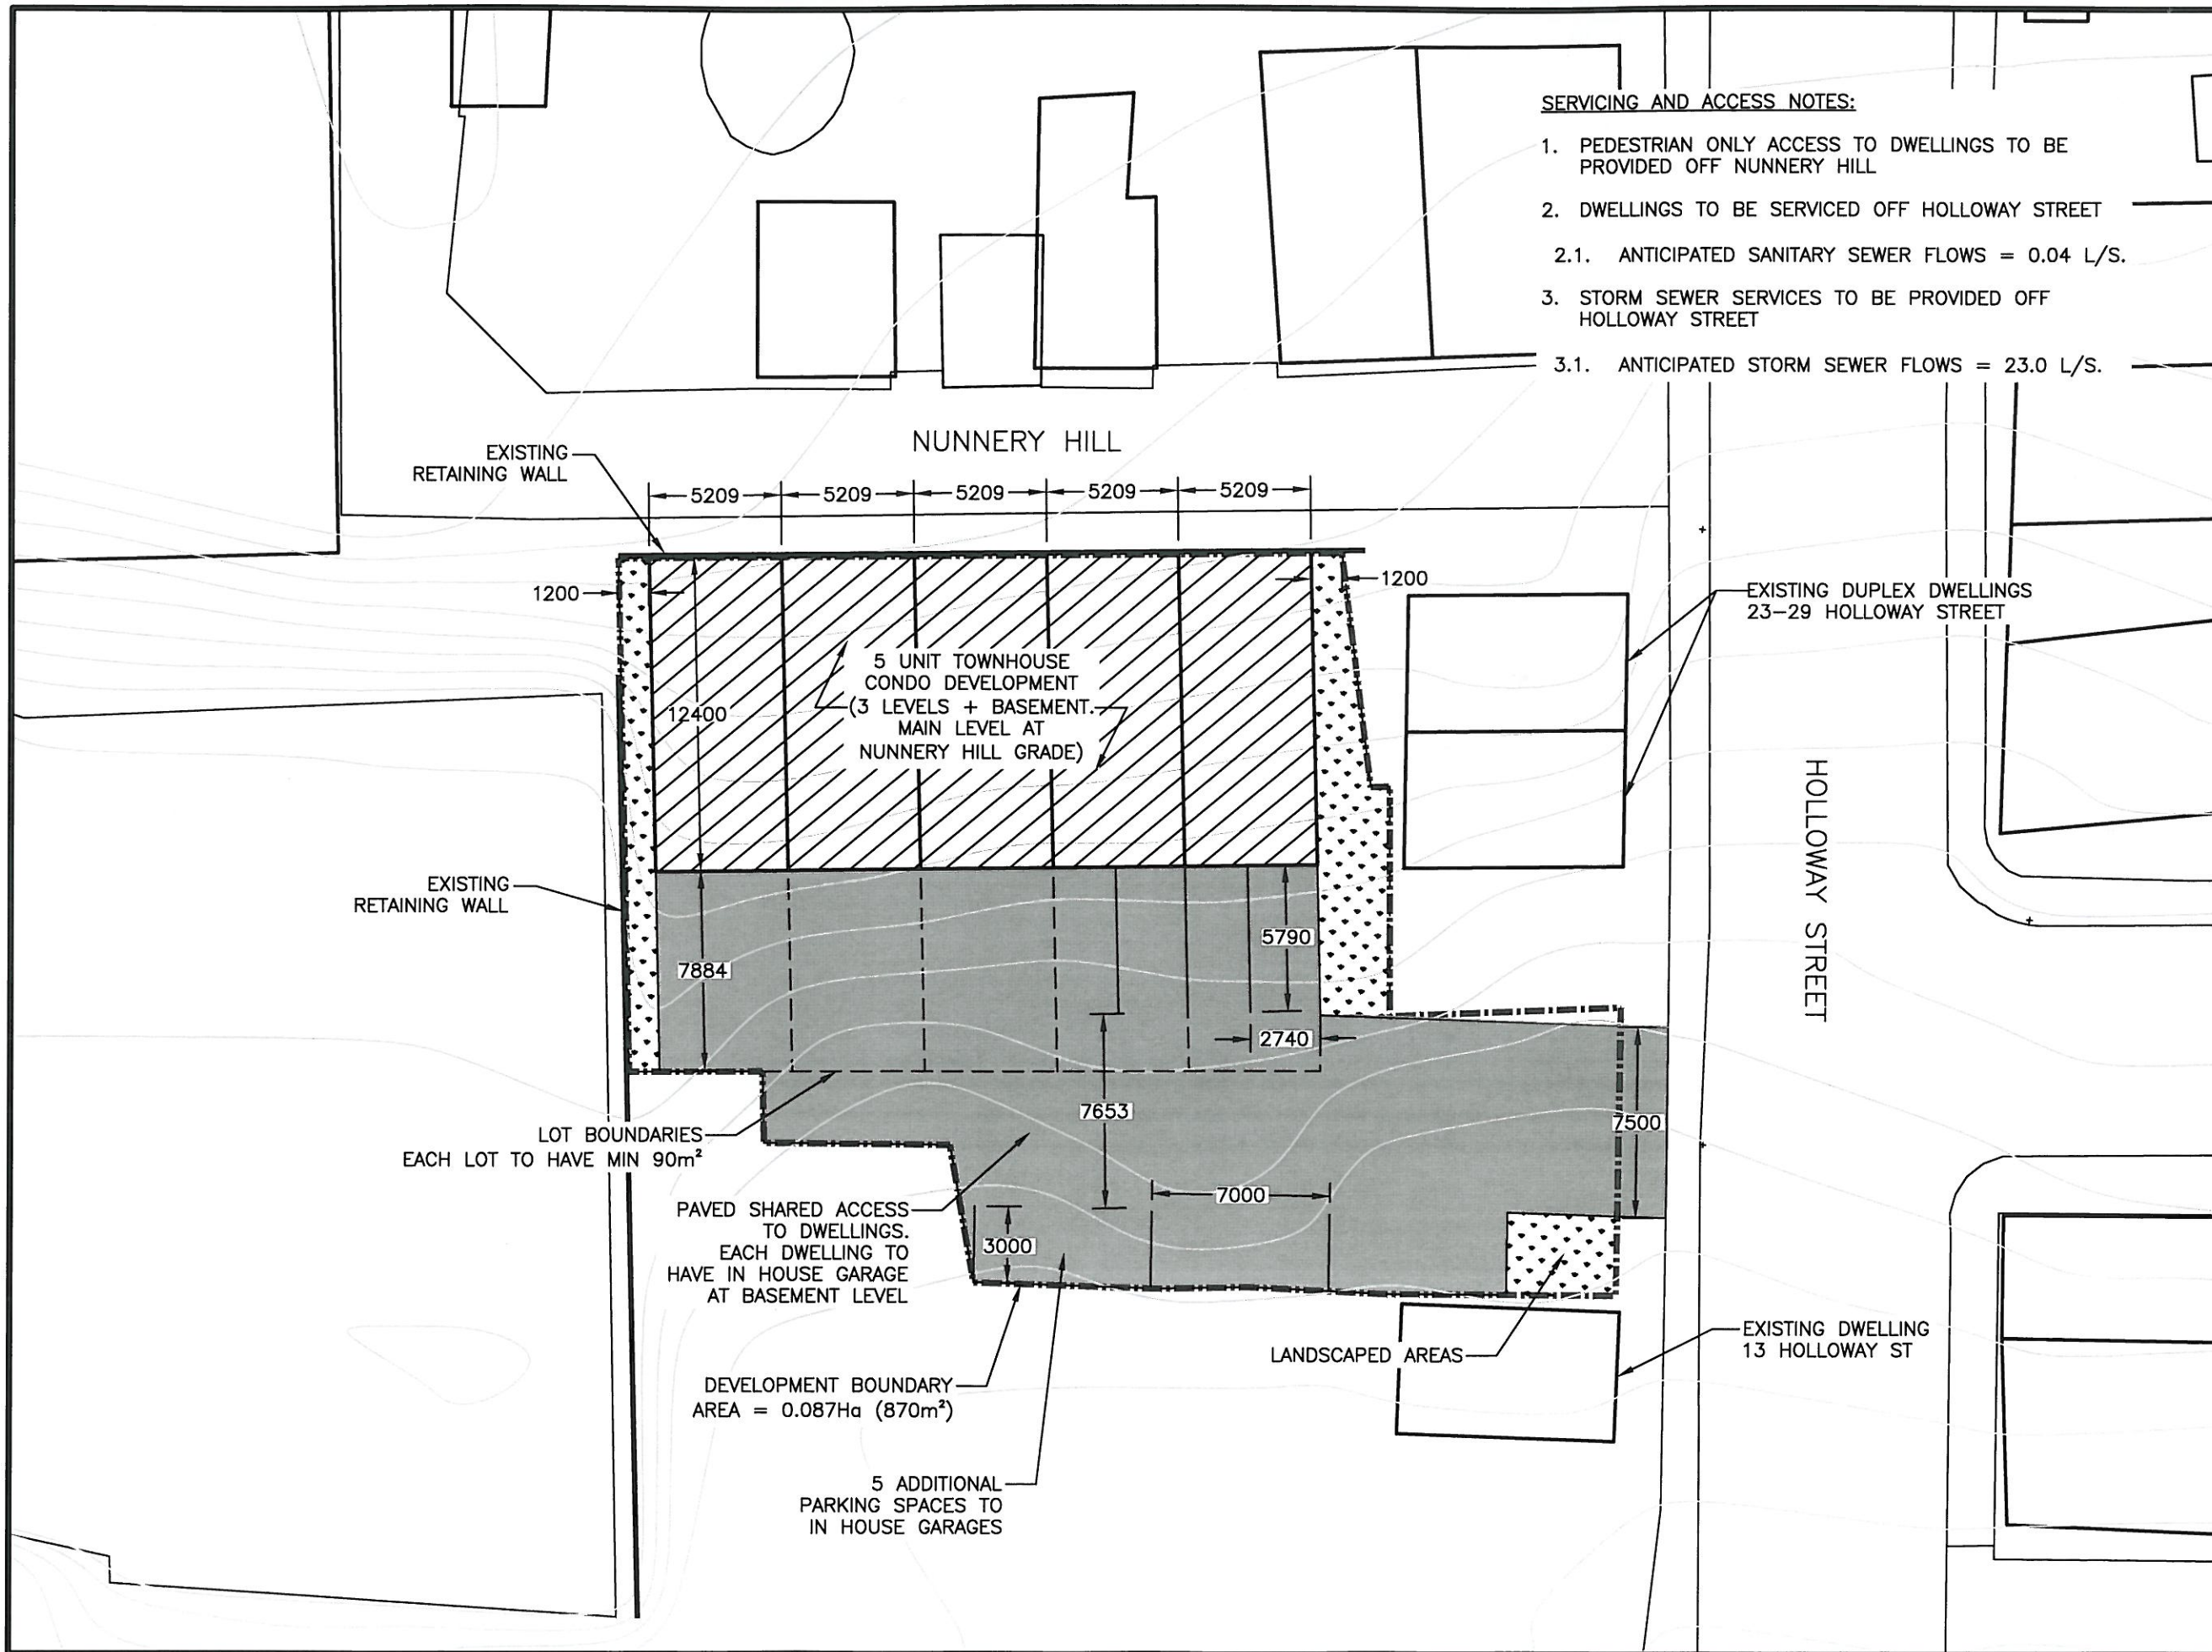 SERVICING AND ACCESS NOTES:
1. PEDESTRIAN ONLY ACCESS TO DWELLINGS TO BE
PROVIDED OFF NUNNERY HILL
2. DWELLINGS TO BE SERVICED OFF HOLLOWAY STREET
2.1. ANTICIPATED SANITARY SEWER FLOWS = 0.04 L/S.
3. STORM SEWER SERVICES TO BE PROVIDED OFF
HOLLOWAY STREET
3.1. ANTICIPATED STORM SEWER FLOWS = 23.0 L/S.
NUNNERY HILL
EXISTING
RETAINING WALL
5209 5209 5209 5209 5209
1200
1200
EXISTING DUPLEX DWELLINGS
23-29 HOLLOWAY STREET
5 UNIT TOWNHOUSE
CONDO DEVELOPMENT
(3 LEVELS + BASEMENT.
MAIN LEVEL AT
NUNNERY HILL GRADE)
12400
HOLLOWAY STREET
EXISTING
RETAINING WALL
7884
5790
2740
7653
7500
LOT BOUNDARIES
EACH LOT TO HAVE MIN 90m²
7000
3000
PAVED SHARED ACCESS
TO DWELLINGS.
EACH DWELLING TO
HAVE IN HOUSE GARAGE
AT BASEMENT LEVEL
LANDSCAPED AREAS
EXISTING DWELLING
13 HOLLOWAY ST
DEVELOPMENT BOUNDARY
AREA = 0.087Ha (870m²)
5 ADDITIONAL
PARKING SPACES TO
IN HOUSE GARAGES